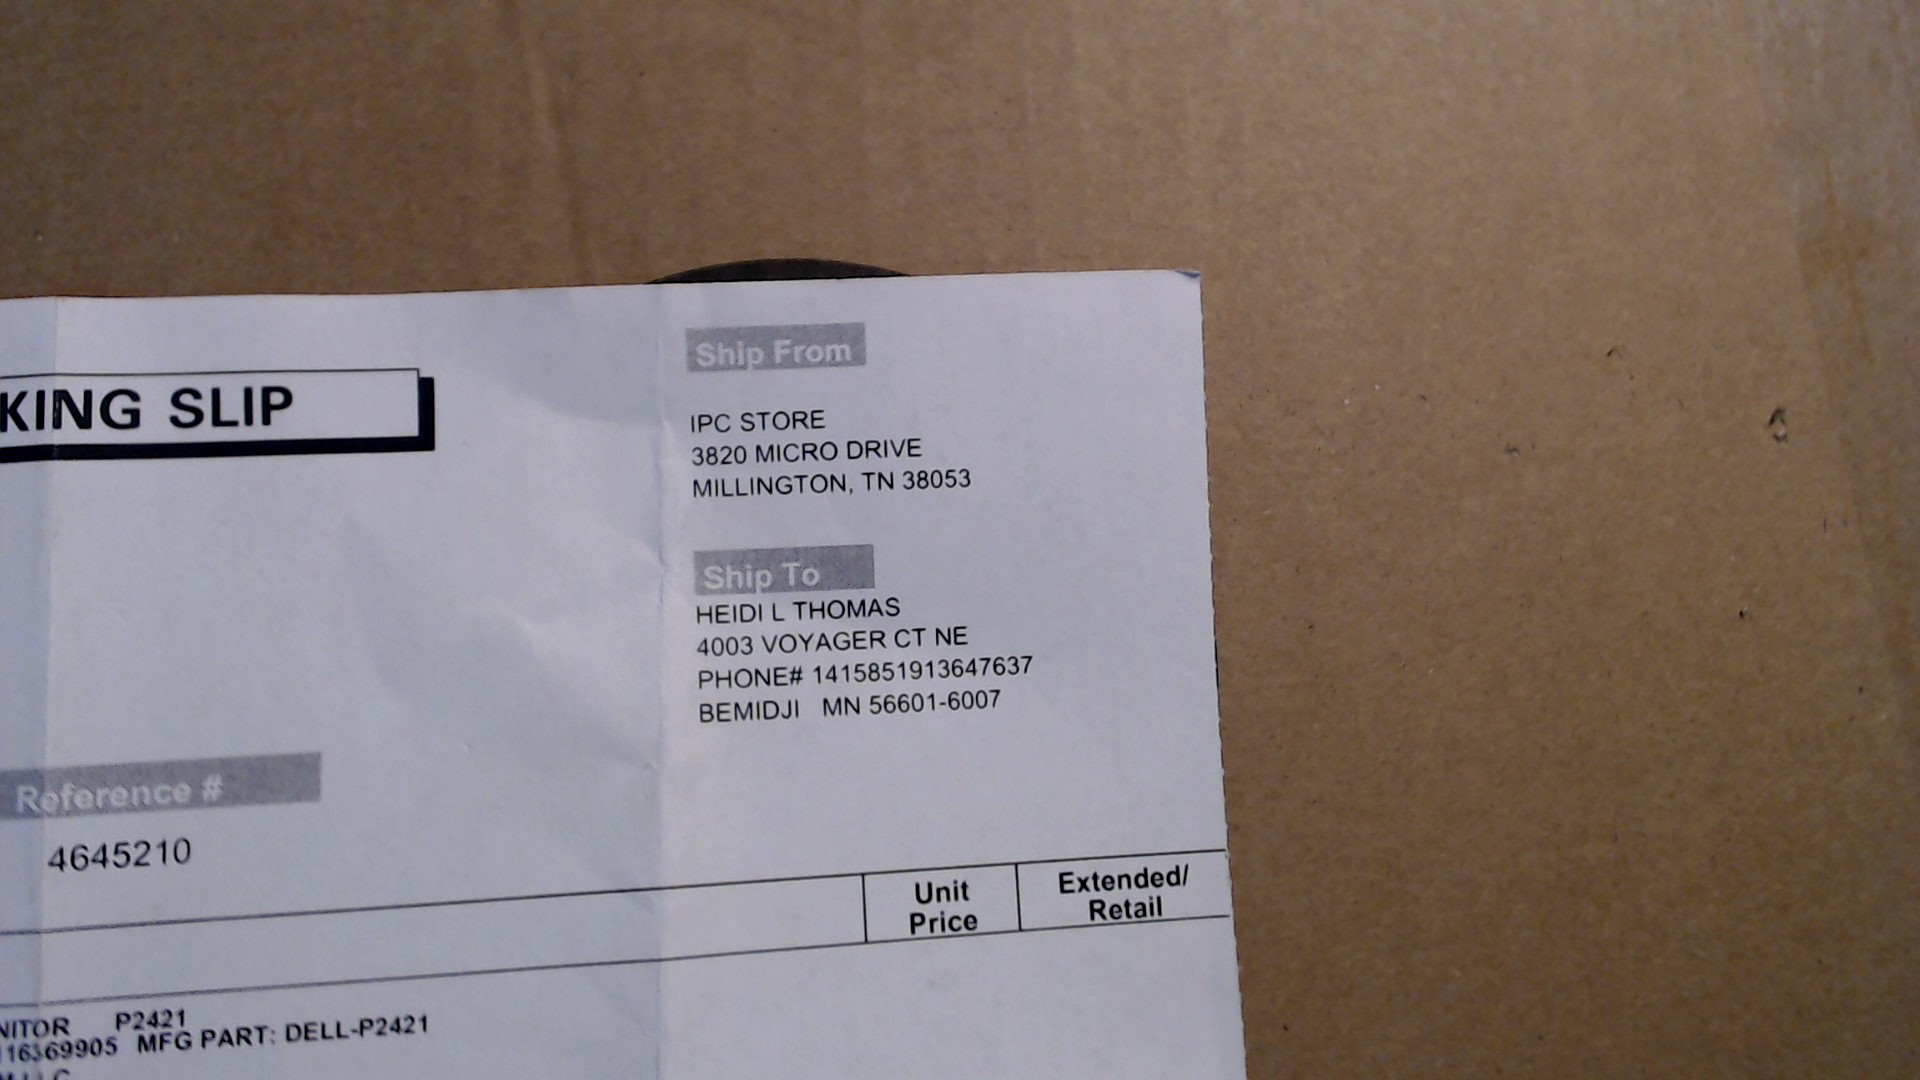 KING SLIP
Ship From
IPC STORE
3820 MICRO DRIVE
MILLINGTON, TN 38053
Ship To
HEIDI L THOMAS
4003 VOYAGER CT NE
PHONE# 1415851913647637
BEMIDJI MN 56601-6007
Reference #
4645210
Unit Price
Extended/ Retail
NITOR P2421
116369905 MFG PART: DELL-P2421